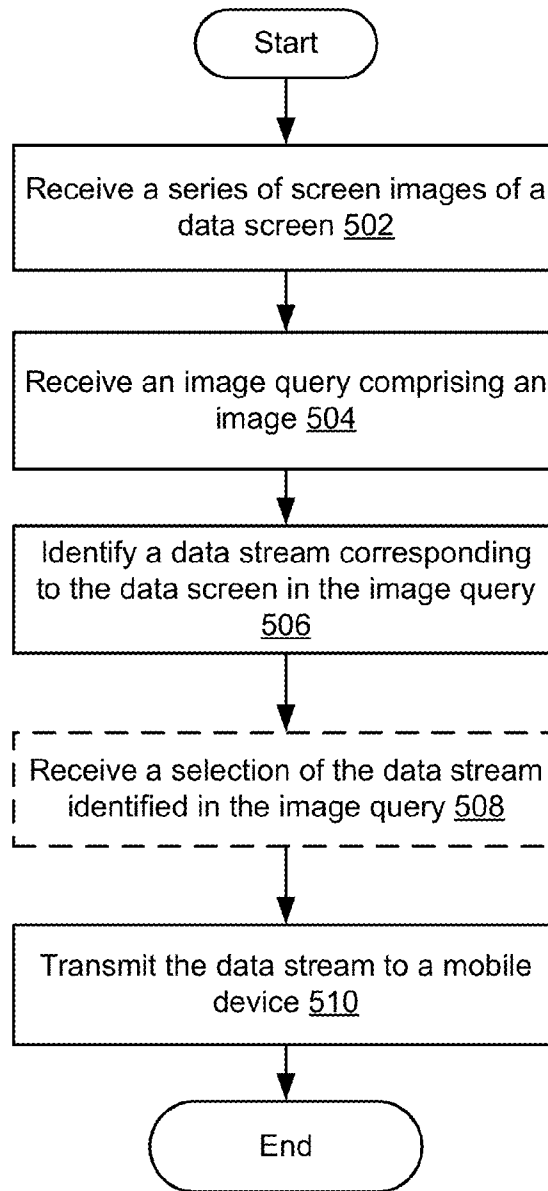 Start
Receive a series of screen images of a
data screen 502
Receive an image query comprising an
image 504
Identify a data stream corresponding
to the data screen in the image query
506
Receive a selection of the data stream
identified in the image query 508
Transmit the data stream to a mobile
device 510
End